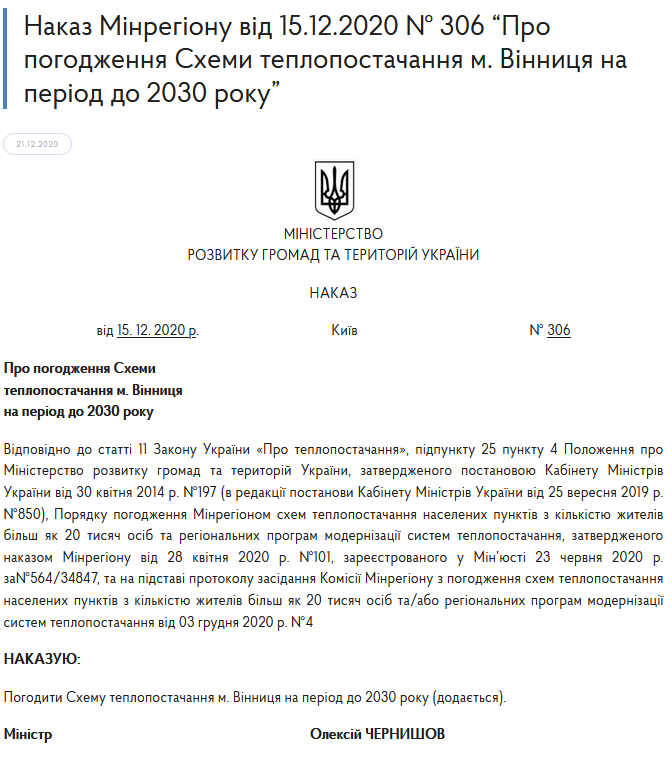 Наказ Мінрегіону від 15.12.2020 № 306 “Про
погодження Схеми теплопостачання м. Вінниця на
період до 2030 року”
21.12.2020
МІНІСТЕРСТВО
РОЗВИТКУ ГРОМАД ТА ТЕРИТОРІЙ УКРАЇНИ
НАКАЗ
від 15. 12. 2020 р. Київ № 306
Про погодження Схеми
теплопостачання м. Вінниця
на період до 2030 року
Відповідно до статті 11 Закону України «Про теплопостачання», підпункту 25 пункту 4 Положення про
Міністерство розвитку громад та територій України, затвердженого постановою Кабінету Міністрів
України від 30 квітня 2014 р. №197 (в редакції постанови Кабінету Міністрів України від 25 вересня 2019 р.
№850), Порядку погодження Мінрегіоном схем теплопостачання населених пунктів з кількістю жителів
більш як 20 тисяч осіб та регіональних програм модернізації систем теплопостачання, затвердженого
наказом Мінрегіону від 28 квітня 2020 р. №101, зареєстрованого у Мін’юсті 23 червня 2020 р.
за№564/34847, та на підставі протоколу засідання Комісії Мінрегіону з погодження схем теплопостачання
населених пунктів з кількістю жителів більш як 20 тисяч осіб та/або регіональних програм модернізації
систем теплопостачання від 03 грудня 2020 р. №4
НАКАЗУЮ:
Погодити Схему теплопостачання м. Вінниця на період до 2030 року (додається).
Міністр Олексій ЧЕРНИШОВ